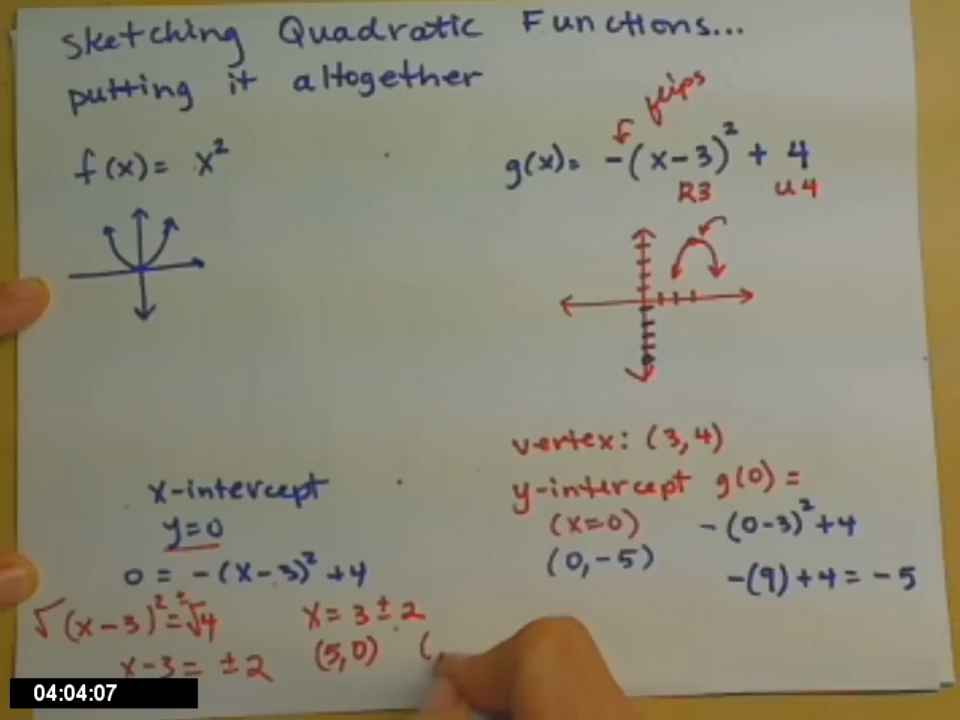 Sketching Quadratic Functions...
putting it altogether
flips
f(x) = x²
g(x) = -(x-3)² + 4
R3 U4
vertex: (3,4)
x-intercept
y=0
0 = -(x-3)² +4
√(x-3)² = ±√4
x-3 = ±2
x = 3 ± 2
(5,0) (
y-intercept g(0) =
(x=0) -(0-3)² +4
(0,-5) -(9)+4 = -5
04:04:07